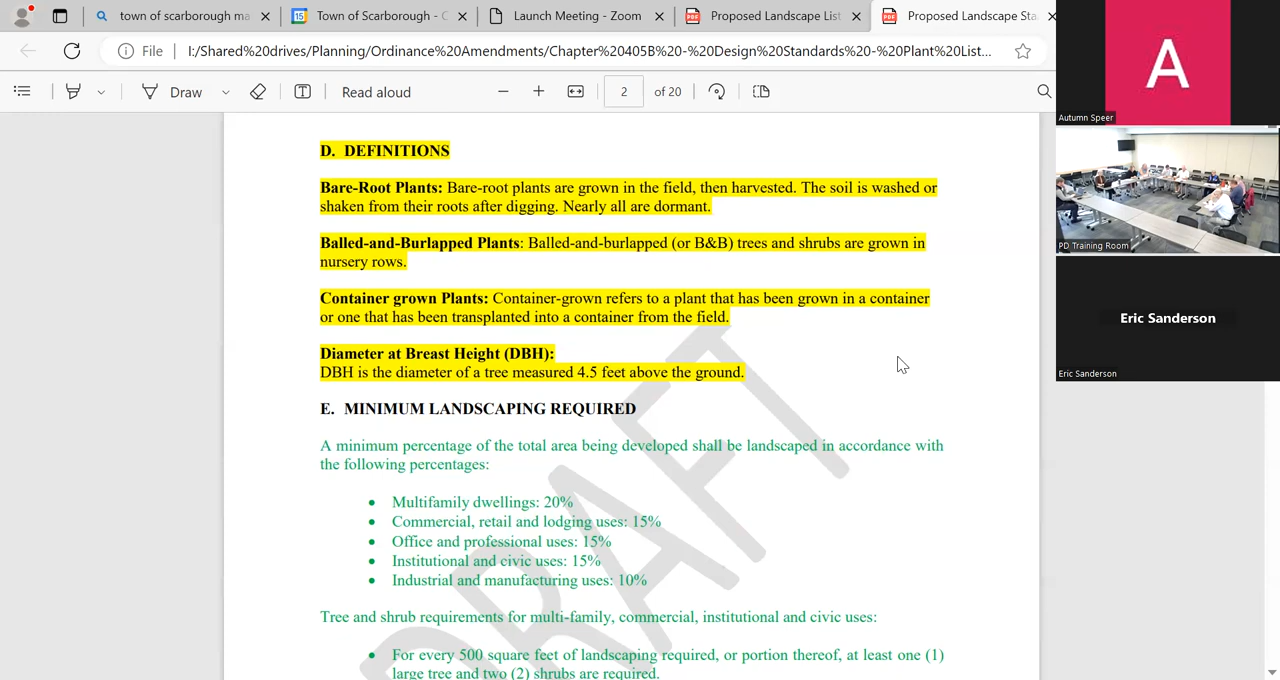 town of scarborough ma
Town of Scarborough - C
Launch Meeting - Zoom
Proposed Landscape List
Proposed Landscape Sta
File
I:/Shared%20drives/Planning/Ordinance%20Amendments/Chapter%20405B%20-%20Design%20Standards%20-%20Plant%20List...
Draw
Read aloud
2
of 20
D. DEFINITIONS
Bare-Root Plants: Bare-root plants are grown in the field, then harvested. The soil is washed or
shaken from their roots after digging. Nearly all are dormant.
Balled-and-Burlapped Plants: Balled-and-burlapped (or B&B) trees and shrubs are grown in
nursery rows.
Container grown Plants: Container-grown refers to a plant that has been grown in a container
or one that has been transplanted into a container from the field.
Diameter at Breast Height (DBH):
DBH is the diameter of a tree measured 4.5 feet above the ground.
E. MINIMUM LANDSCAPING REQUIRED
A minimum percentage of the total area being developed shall be landscaped in accordance with
the following percentages:
• Multifamily dwellings: 20%
• Commercial, retail and lodging uses: 15%
• Office and professional uses: 15%
• Institutional and civic uses: 15%
• Industrial and manufacturing uses: 10%
Tree and shrub requirements for multi-family, commercial, institutional and civic uses:
• For every 500 square feet of landscaping required, or portion thereof, at least one (1)
large tree and two (2) shrubs are required.
DRAFT
A
Autumn Speer
PD Training Room
Eric Sanderson
Eric Sanderson